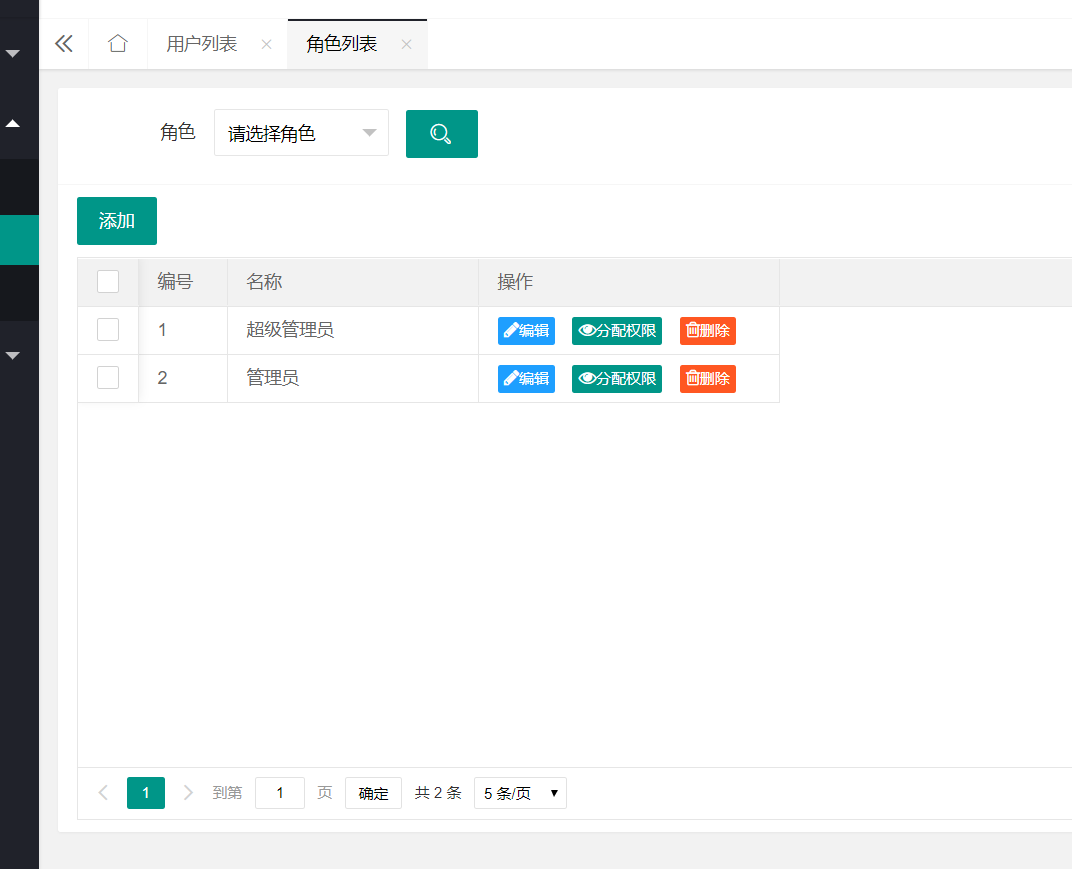 用户列表 角色列表
角色 请选择角色
添加
编号 名称 操作
1 超级管理员 编辑 分配权限 删除
2 管理员 编辑 分配权限 删除
1 到第 1 页 确定 共 2 条 5 条/页